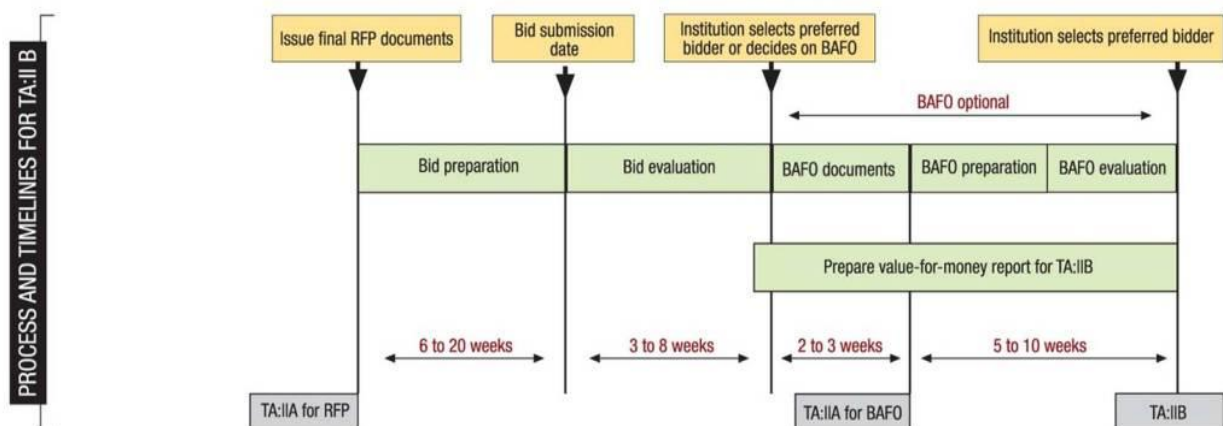 PROCESS AND TIMELINES FOR TA:II B
Issue final RFP documents
Bid submission
date
Institution selects preferred
bidder or decides on BAFO
Institution selects preferred bidder
BAFO optional
Bid preparation
Bid evaluation
BAFO documents
BAFO preparation
BAFO evaluation
Prepare value-for-money report for TA:IIB
6 to 20 weeks
3 to 8 weeks
2 to 3 weeks
5 to 10 weeks
TA:IIA for RFP
TA:IIA for BAFO
TA:IIB